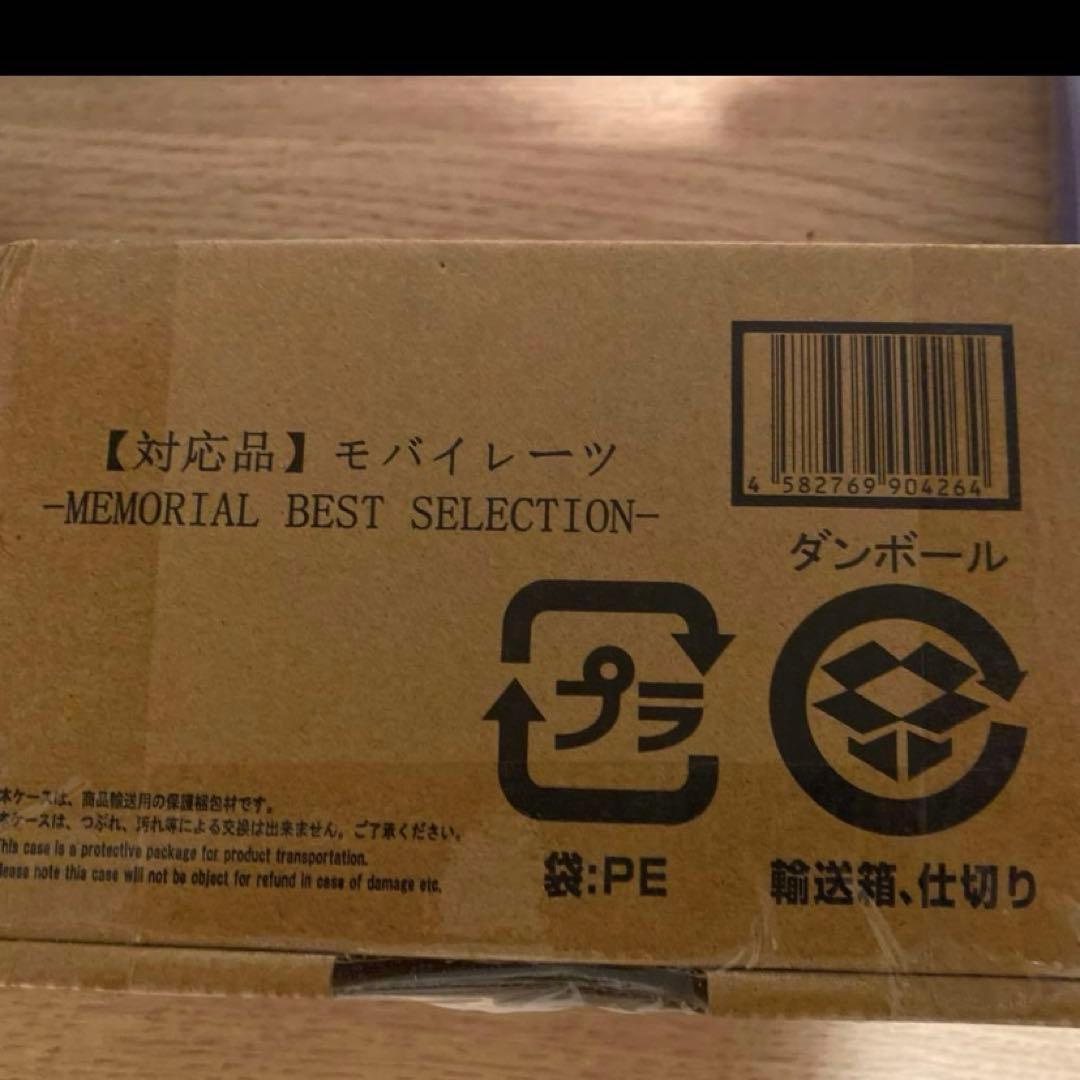 【対応品】モバイレーツ
-MEMORIAL BEST SELECTION-
4 582769 904264
ダンボール
プラ
本ケースは、商品輸送用の保護梱包材です。
本ケースは、つぶれ、汚れ等による交換は出来ません。ご了承ください。
This case is a protective package for product transportation.
Please note this case will not be object for refund in case of damage etc.
袋:PE
輸送箱、仕切り